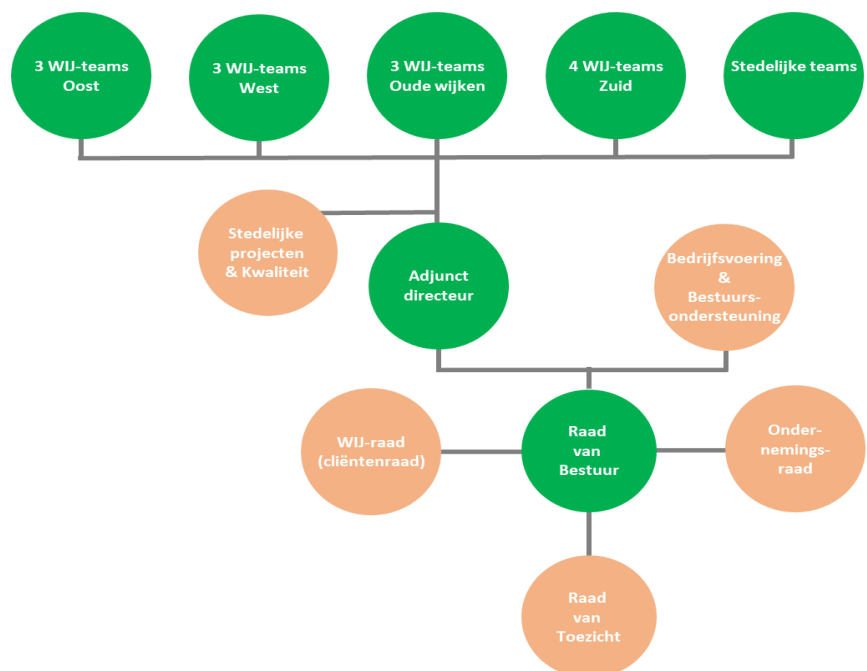 3 WIJ-teams
Oost
3 WIJ-teams
West
3 WIJ-teams
Oude wijken
4 WIJ-teams
Zuid
Stedelijke teams
Stedelijke
projecten
& Kwaliteit
Adjunct
directeur
Bedrijfsvoering
&
Bestuurs-
ondersteuning
WIJ-raad
(cliëntenraad)
Raad
van
Bestuur
Onder-
nemings-
raad
Raad
van
Toezicht